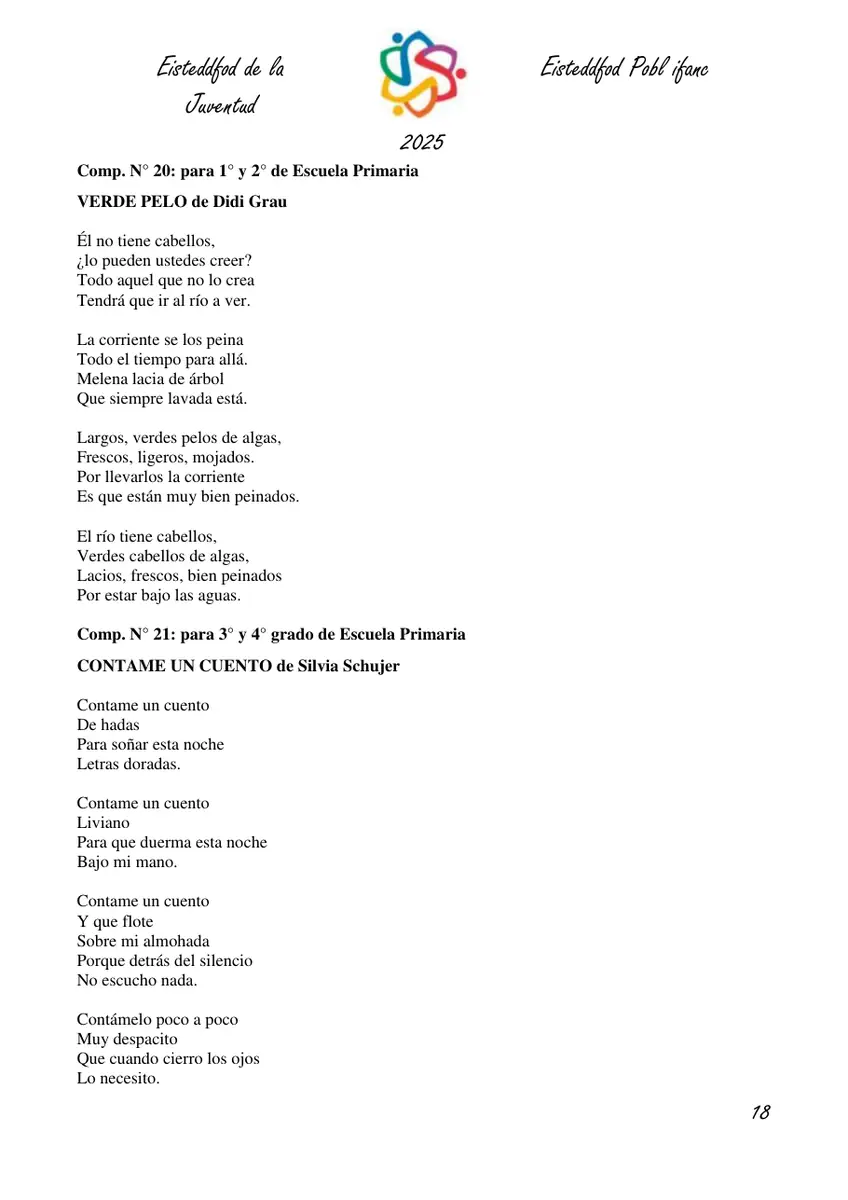 Eisteddfod de la
Juventud
Eisteddfod Pobl ifanc
2025
Comp. N° 20: para 1° y 2° de Escuela Primaria
VERDE PELO de Didi Grau
Él no tiene cabellos,
¿lo pueden ustedes creer?
Todo aquel que no lo crea
Tendrá que ir al río a ver.
La corriente se los peina
Todo el tiempo para allá.
Melena lacia de árbol
Que siempre lavada está.
Largos, verdes pelos de algas,
Frescos, ligeros, mojados.
Por llevarlos la corriente
Es que están muy bien peinados.
El río tiene cabellos,
Verdes cabellos de algas,
Lacios, frescos, bien peinados
Por estar bajo las aguas.
Comp. N° 21: para 3° y 4° grado de Escuela Primaria
CONTAME UN CUENTO de Silvia Schujer
Contame un cuento
De hadas
Para soñar esta noche
Letras doradas.
Contame un cuento
Liviano
Para que duerma esta noche
Bajo mi mano.
Contame un cuento
Y que flote
Sobre mi almohada
Porque detrás del silencio
No escucho nada.
Contámelo poco a poco
Muy despacito
Que cuando cierro los ojos
Lo necesito.
18